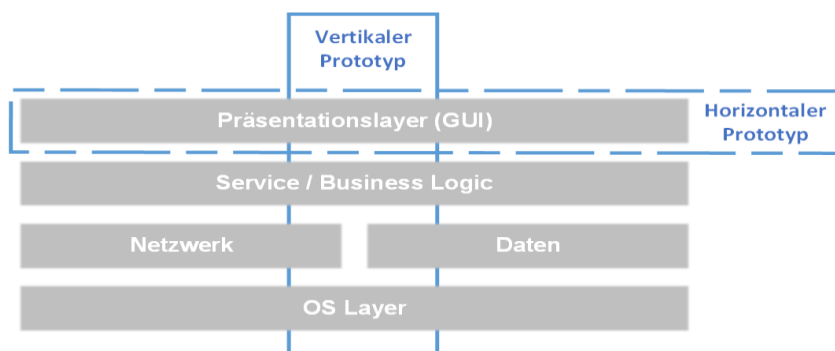 Vertikaler
Prototyp
Präsentationslayer (GUI)
Horizontaler
Prototyp
Service / Business Logic
Netzwerk
Daten
OS Layer